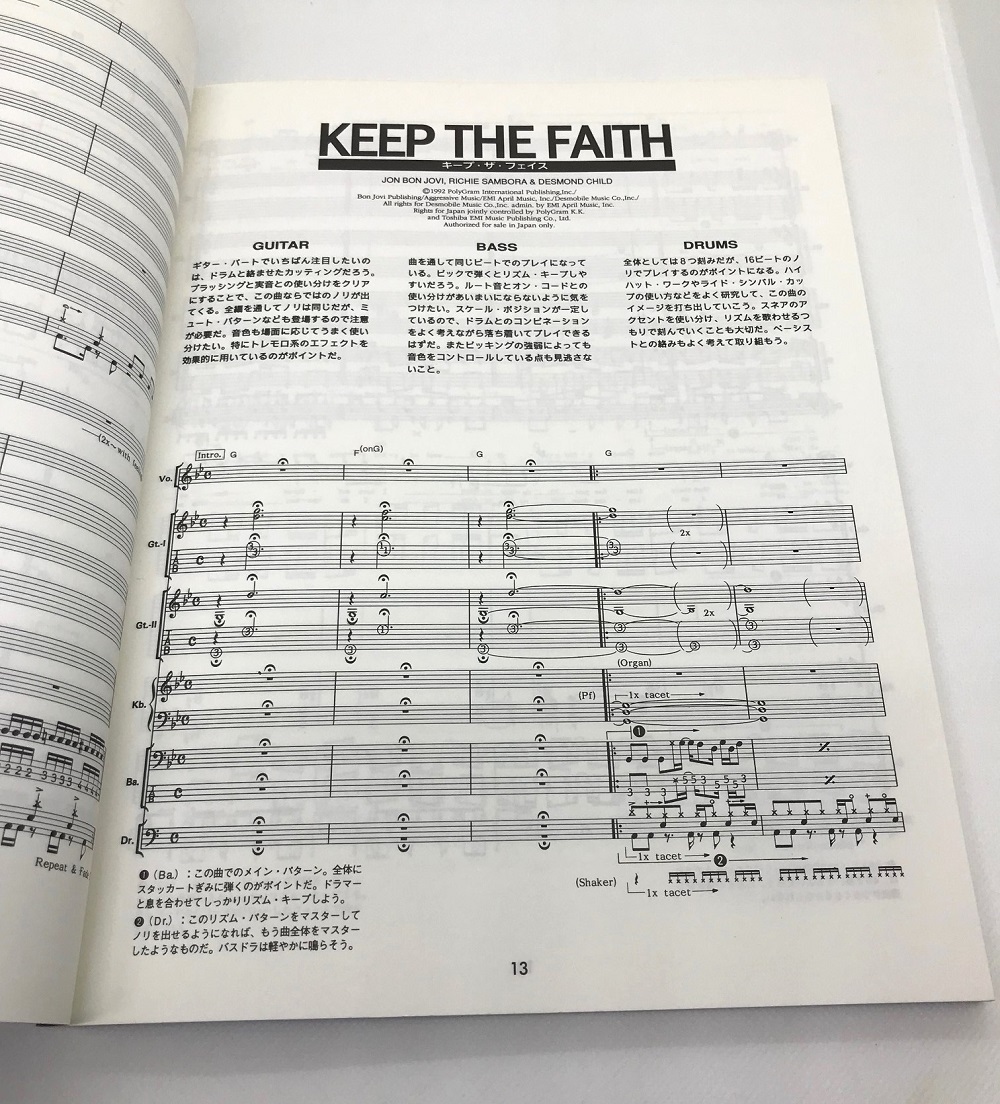 KEEP THE FAITH
キープ・ザ・フェイス
JON BON JOVI, RICHIE SAMBORA & DESMOND CHILD
©1992 PolyGram International Publishing,Inc./
Bon Jovi Publishing/Aggressive Music/EMI April Music, Inc./Desmobile Music Co.,Inc./
All rights for Desmobile Music Co.,Inc. admin. by EMI April Music, Inc.
Rights for Japan jointly controlled by PolyGram K.K.
and Toshiba EMI Music Publishing Co., Ltd.
Authorized for sale in Japan only.
GUITAR
ギター・パートでいちばん注目したいの
は、ドラムと絡ませたカッティングだろう。
ブラッシングと実音との使い分けをクリア
にすることで、この曲ならではのノリが出
てくる。全編を通してノリは同じだが、ミ
ュート・パターンなども登場するので注意
が必要だ。音色も場面に応じてうまく使い
分けたい。特にトレモロ系のエフェクトを
効果的に用いているのがポイントだ。
BASS
曲を通して同じビートでのプレイになって
ている。ピックで弾くとリズム・キープしや
すいだろう。ルート音とオン・コードとの
使い分けがあいまいにならないように気を
つけたい。スケール・ポジションが一定し
ているので、ドラムとのコンビネーション
をよく考えながら落ち着いてプレイできる
はずだ。またピッキングの強弱によっても
音色をコントロールしている点も見逃さな
いこと。
DRUMS
全体としては8つ刻みだが、16ビートのノ
リでプレイするのがポイントになる。ハイ
ハット・ワークやライド・シンバル・カッ
プの使い方などをよく研究して、この曲の
イメージを打ち出していこう。スネアのア
クセントを使い分け、リズムを歌わせるつ
もりで刻んでいくことも大切だ。ベーシス
トとの絡みもよく考えて取り組もう。
Intro. G F(onG) G G
Vo.
Gt.-I
2x
Gt.-II
2x
(Organ)
Kb.
(Pf) 1x tacet
❶
Ba.
Dr.
1x tacet ❷
(Shaker)
1x tacet
❶ (Ba.)：この曲でのメイン・パターン。全体に
スタッカートぎみに弾くのがポイントだ。ドラマー
と息を合わせてしっかりリズム・キープしよう。
❷ (Dr.)：このリズム・パターンをマスターして
ノリを出せるようになれば、もう曲全体をマスター
したようなものだ。バスドラは軽やかに鳴らそう。
13
Repeat & Fade